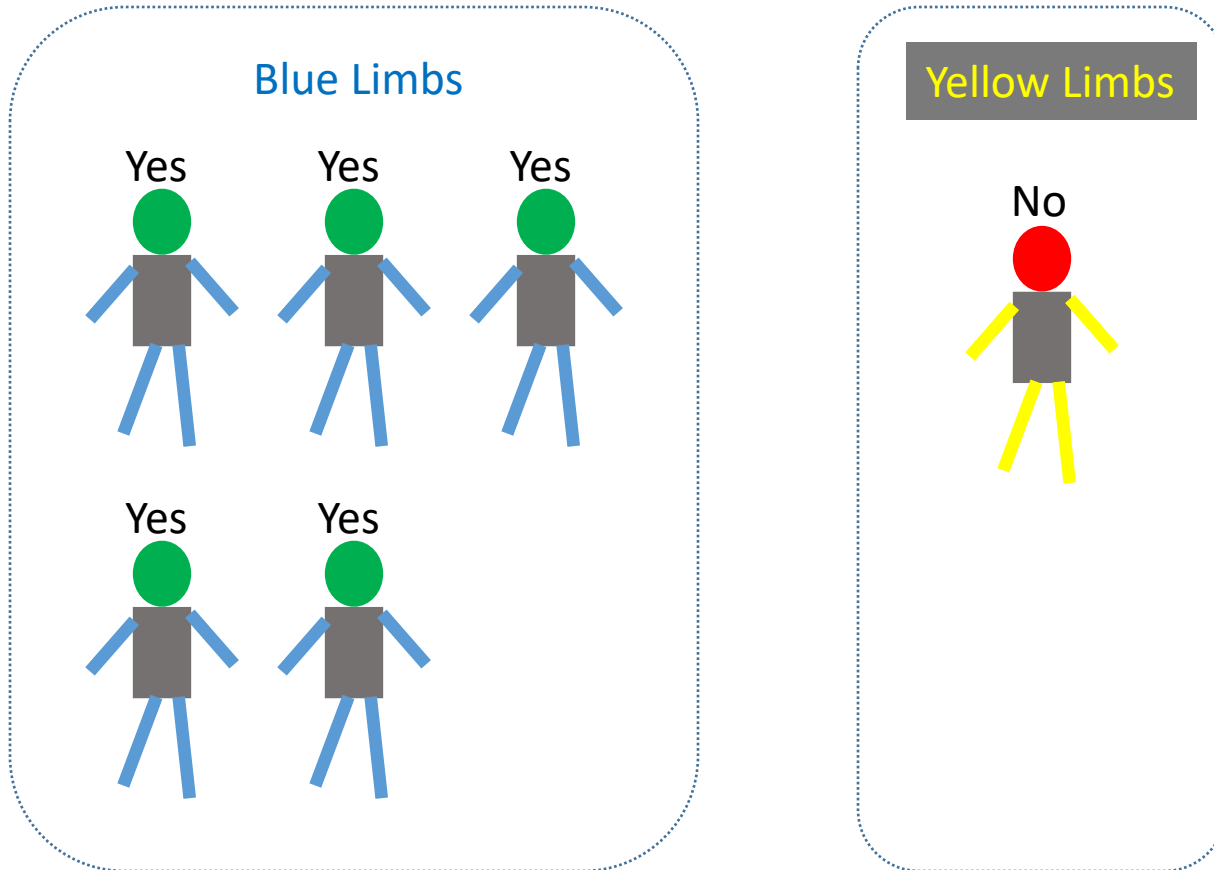 Blue Limbs
Yes Yes Yes
Yes Yes
Yellow Limbs
No